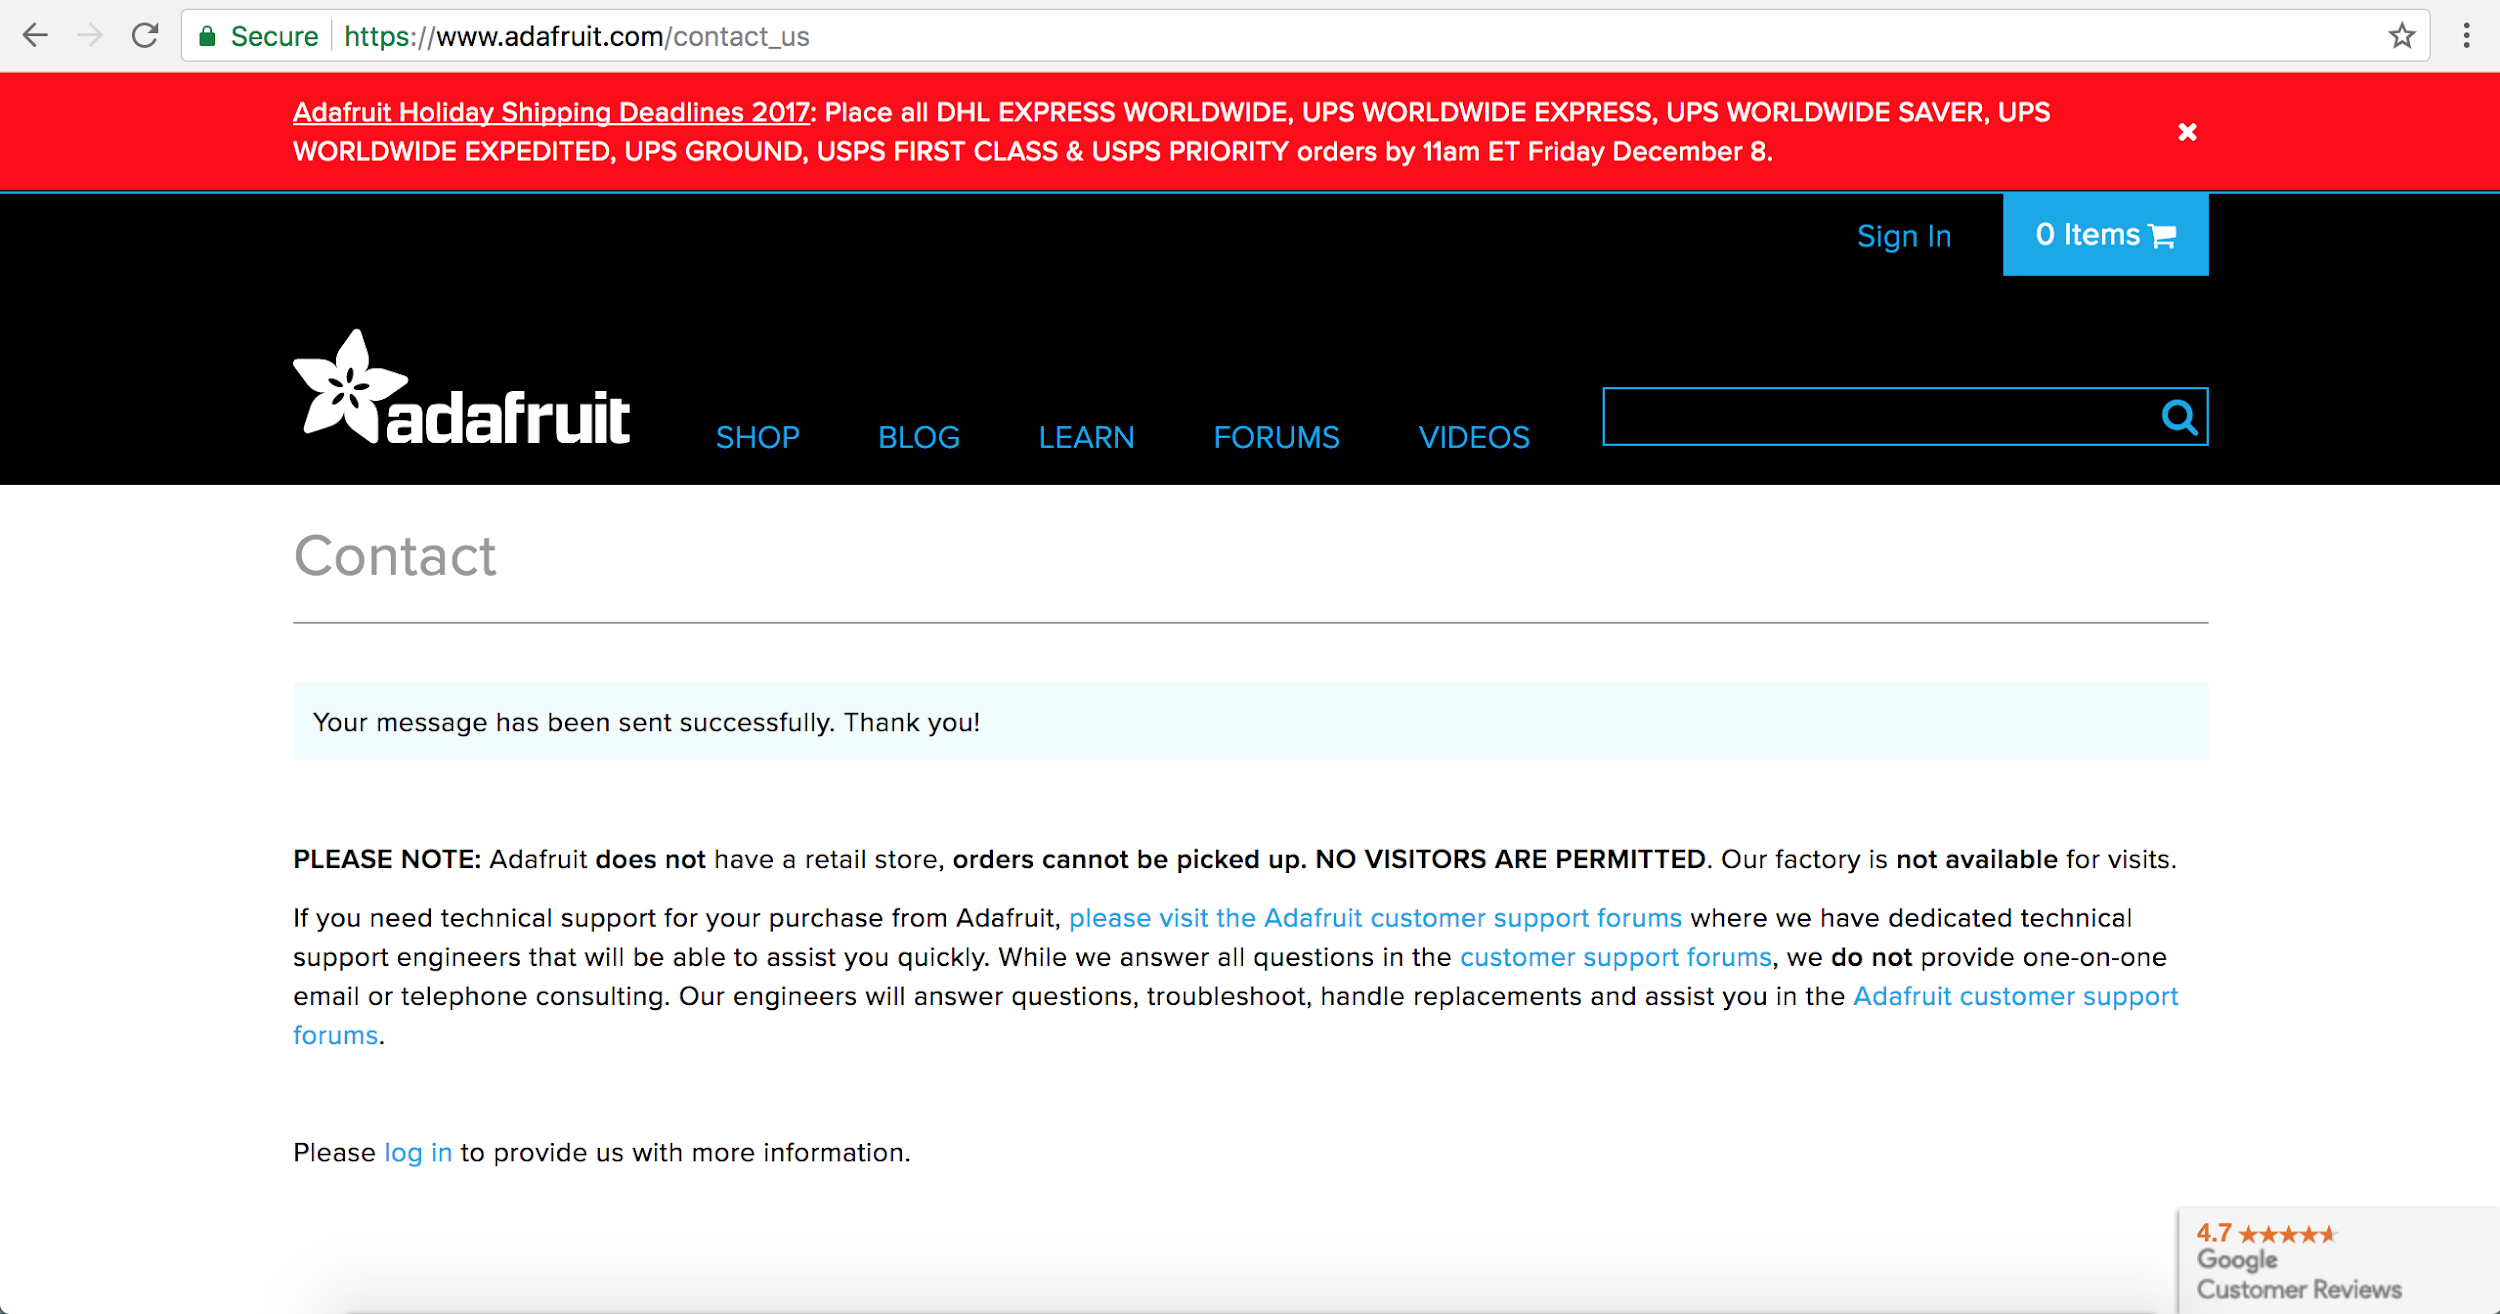 Secure https://www.adafruit.com/contact_us
Adafruit Holiday Shipping Deadlines 2017: Place all DHL EXPRESS WORLDWIDE, UPS WORLDWIDE EXPRESS, UPS WORLDWIDE SAVER, UPS
WORLDWIDE EXPEDITED, UPS GROUND, USPS FIRST CLASS & USPS PRIORITY orders by 11am ET Friday December 8.
Sign In
0 Items
adafruit
SHOP BLOG LEARN FORUMS VIDEOS
Contact
Your message has been sent successfully. Thank you!
PLEASE NOTE: Adafruit does not have a retail store, orders cannot be picked up. NO VISITORS ARE PERMITTED. Our factory is not available for visits.
If you need technical support for your purchase from Adafruit, please visit the Adafruit customer support forums where we have dedicated technical
support engineers that will be able to assist you quickly. While we answer all questions in the customer support forums, we do not provide one-on-one
email or telephone consulting. Our engineers will answer questions, troubleshoot, handle replacements and assist you in the Adafruit customer support
forums.
Please log in to provide us with more information.
4.7
Google
Customer Reviews